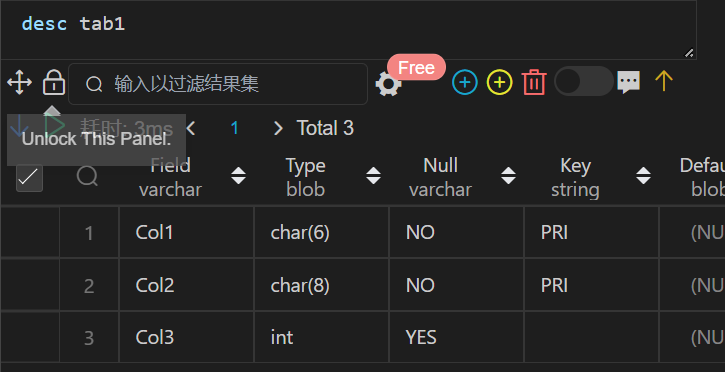 desc tab1
输入以过滤结果集 Free
耗时: 3ms 1 Total 3
Unlock This Panel.
Field Type Null Key Defau
varchar blob varchar string blob
1 Col1 char(6) NO PRI (NU
2 Col2 char(8) NO PRI (NU
3 Col3 int YES (NU